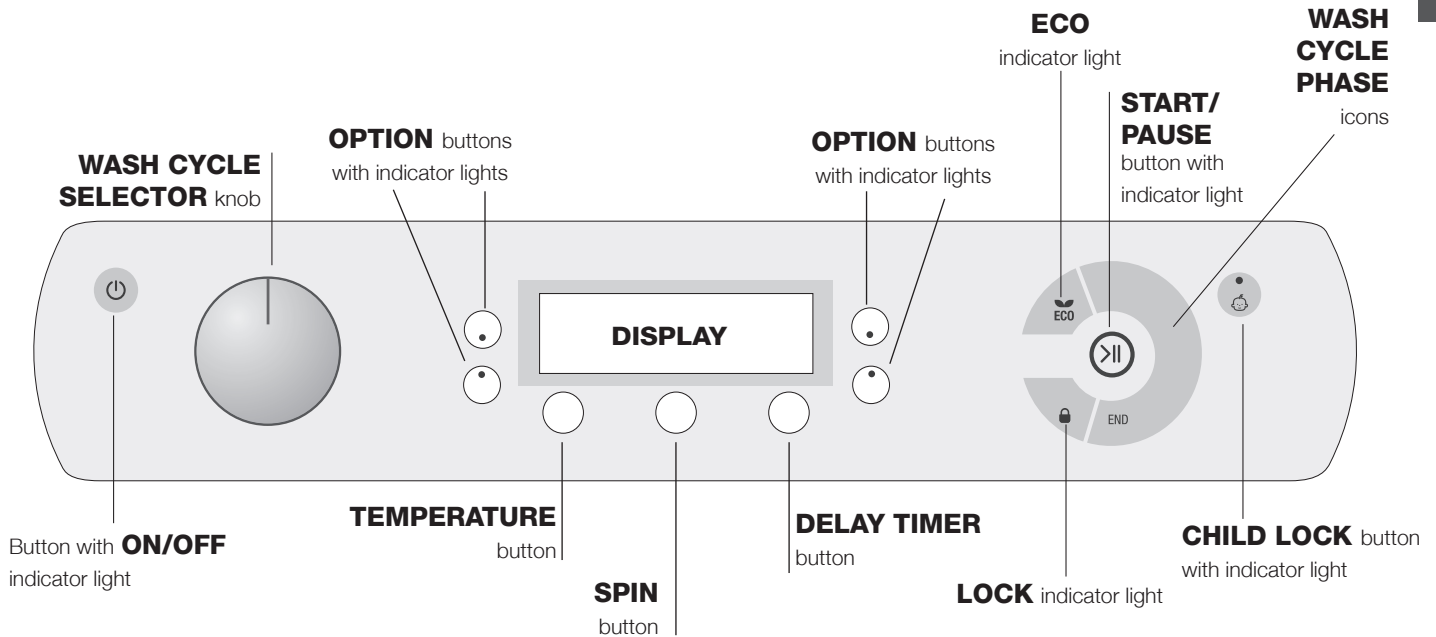 ECO
indicator light
WASH
CYCLE
PHASE
icons
START/
PAUSE
button with
indicator light
OPTION buttons
with indicator lights
OPTION buttons
with indicator lights
WASH CYCLE
SELECTOR knob
DISPLAY
ECO
END
TEMPERATURE
button
SPIN
button
DELAY TIMER
button
Button with ON/OFF
indicator light
LOCK indicator light
CHILD LOCK button
with indicator light